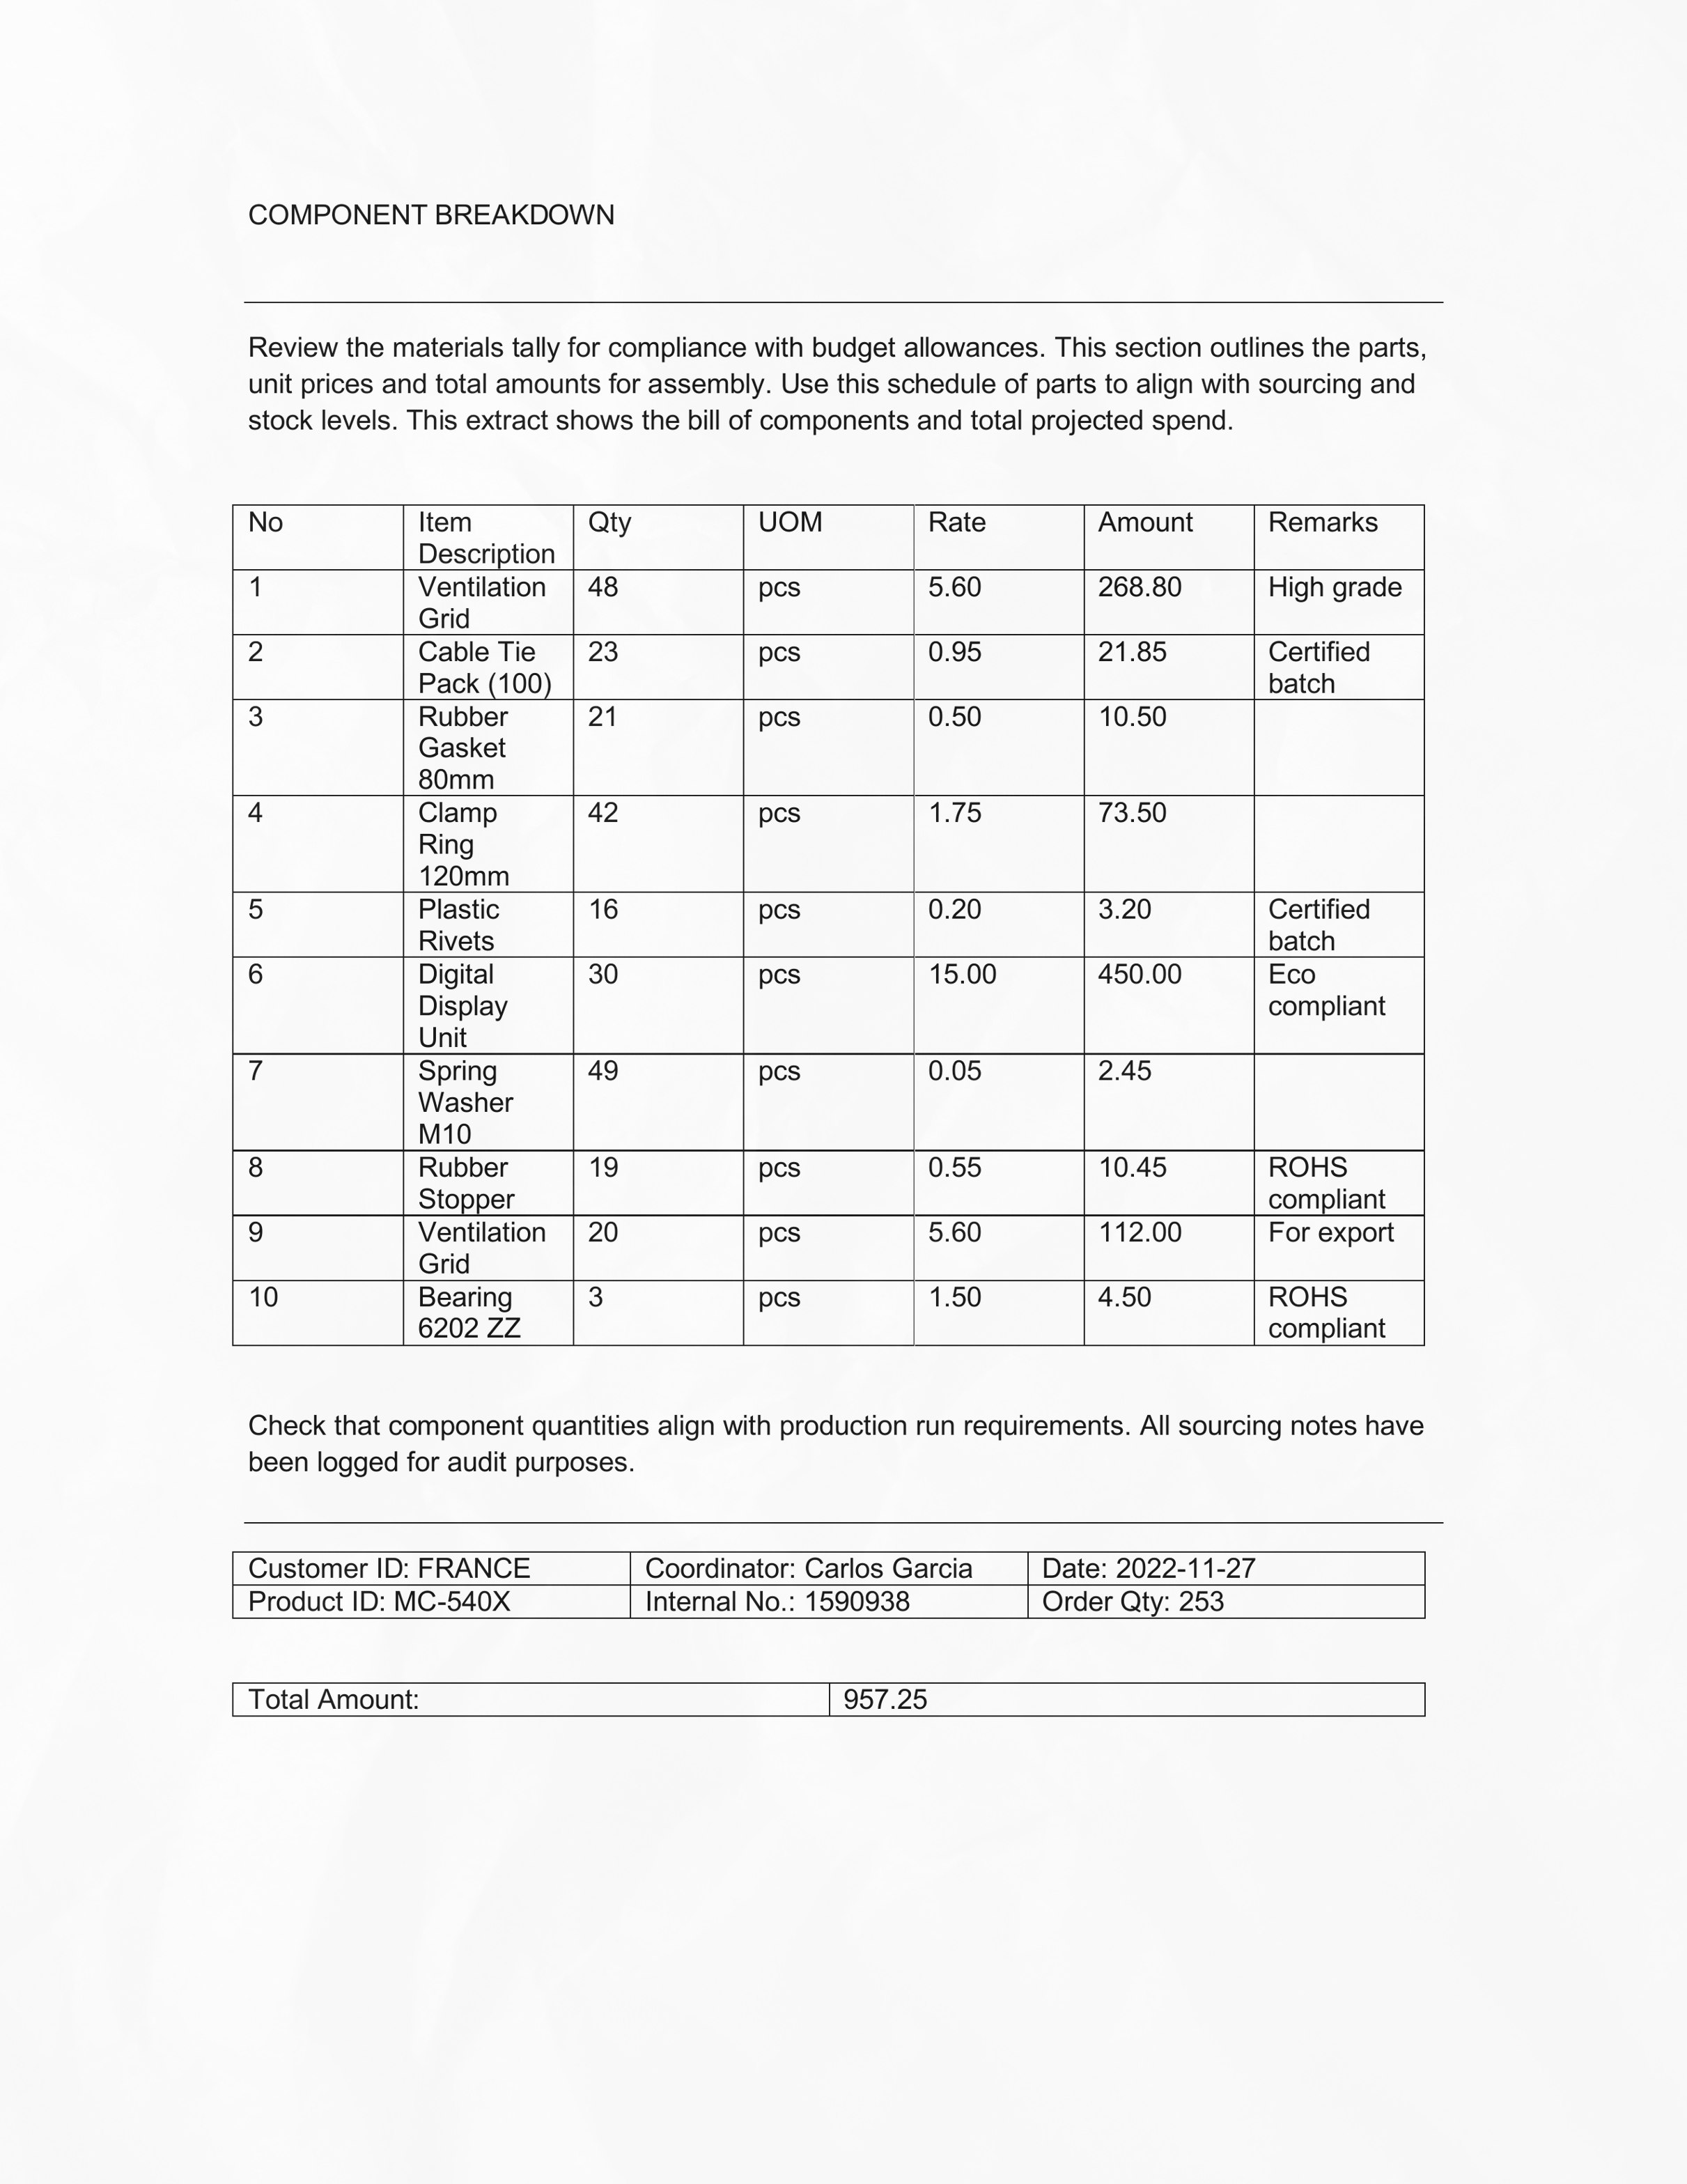 COMPONENT BREAKDOWN
Review the materials tally for compliance with budget allowances. This section outlines the parts,
unit prices and total amounts for assembly. Use this schedule of parts to align with sourcing and
stock levels. This extract shows the bill of components and total projected spend.
No Item Description Qty UOM Rate Amount Remarks
1 Ventilation Grid 48 pcs 5.60 268.80 High grade
2 Cable Tie Pack (100) 23 pcs 0.95 21.85 Certified batch
3 Rubber Gasket 80mm 21 pcs 0.50 10.50
4 Clamp Ring 120mm 42 pcs 1.75 73.50
5 Plastic Rivets 16 pcs 0.20 3.20 Certified batch
6 Digital Display Unit 30 pcs 15.00 450.00 Eco compliant
7 Spring Washer M10 49 pcs 0.05 2.45
8 Rubber Stopper 19 pcs 0.55 10.45 ROHS compliant
9 Ventilation Grid 20 pcs 5.60 112.00 For export
10 Bearing 6202 ZZ 3 pcs 1.50 4.50 ROHS compliant
Check that component quantities align with production run requirements. All sourcing notes have
been logged for audit purposes.
Customer ID: FRANCE Coordinator: Carlos Garcia Date: 2022-11-27
Product ID: MC-540X Internal No.: 1590938 Order Qty: 253
Total Amount: 957.25